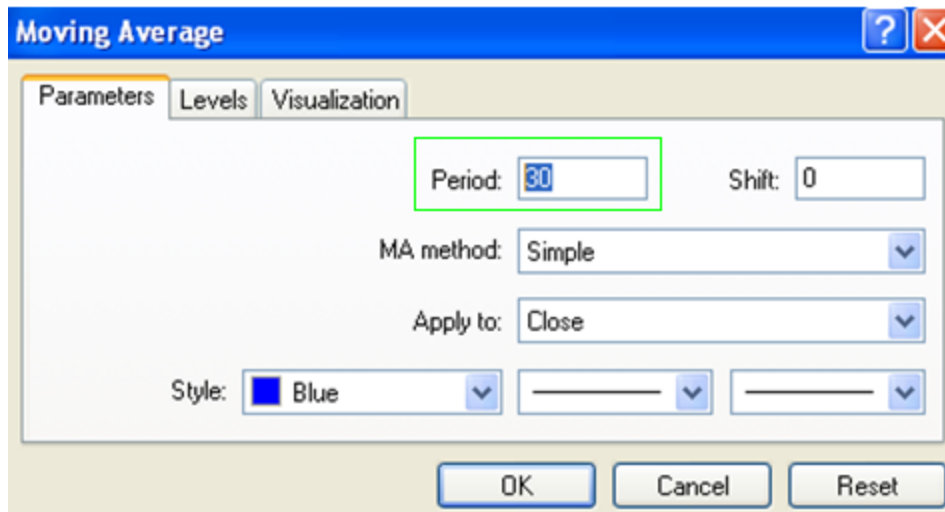 Moving Average
Parameters Levels Visualization
Period: 30 Shift: 0
MA method: Simple
Apply to: Close
Style: Blue
OK Cancel Reset